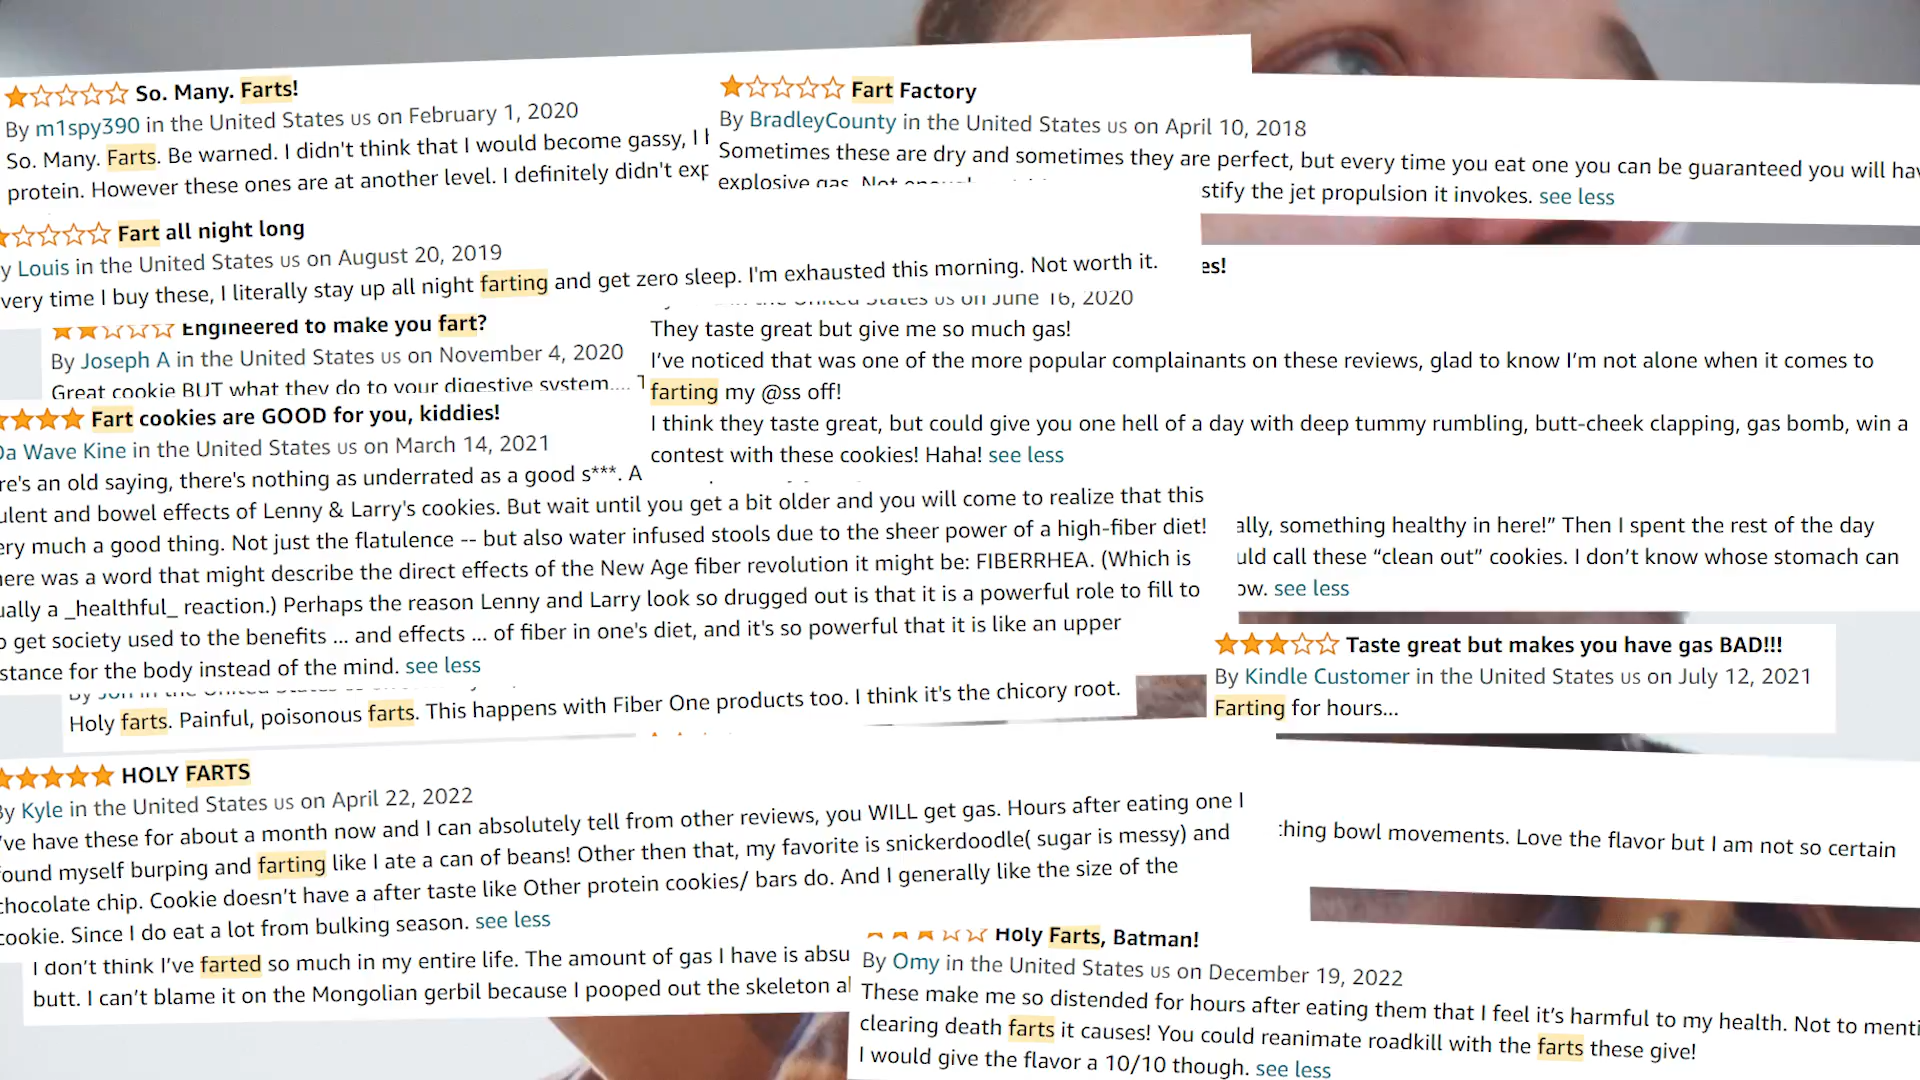 So. Many. Farts!
By m1spy390 in the United States us on February 1, 2020
So. Many. Farts. Be warned. I didn't think that I would become gassy, I
protein. However these ones are at another level. I definitely didn't
Fart Factory
By BradleyCounty in the United States us on April 10, 2018
Sometimes these are dry and sometimes they are perfect, but every time you eat one you can be guaranteed you will
explosive gas. Not
the jet propulsion it invokes. see less
Fart all night long
Louis in the United States us on August 20, 2019
very time I buy these, I literally stay up all night farting and get zero sleep. I'm exhausted this morning. Not worth it.
es!
United States us on June 16, 2020
They taste great but give me so much gas!
I've noticed that was one of the more popular complainants on these reviews, glad to know I'm not alone when it comes to
farting my @ss off!
I think they taste great, but could give you one hell of a day with deep tummy rumbling, butt-cheek clapping, gas bomb, win a
contest with these cookies! Haha! see less
Engineered to make you fart?
By Joseph A in the United States us on November 4, 2020
Great cookie BUT what they do to your digestive system....
Fart cookies are GOOD for you, kiddies!
Da Wave Kine in the United States us on March 14, 2021
re's an old saying, there's nothing as underrated as a good s***. A
ulent and bowel effects of Lenny & Larry's cookies. But wait until you get a bit older and you will come to realize that this
ery much a good thing. Not just the flatulence -- but also water infused stools due to the sheer power of a high-fiber diet!
here was a word that might describe the direct effects of the New Age fiber revolution it might be: FIBERRHEA. (Which is
ually a _healthful_ reaction.) Perhaps the reason Lenny and Larry look so drugged out is that it is a powerful role to fill to
o get society used to the benefits ... and effects ... of fiber in one's diet, and it's so powerful that it is like an upper
stance for the body instead of the mind. see less
ally, something healthy in here!” Then I spent the rest of the day
uld call these “clean out” cookies. I don't know whose stomach can
ow. see less
Taste great but makes you have gas BAD!!!
By Kindle Customer in the United States us on July 12, 2021
Farting for hours...
Holy farts. Painful, poisonous farts. This happens with Fiber One products too. I think it's the chicory root.
HOLY FARTS
By Kyle in the United States us on April 22, 2022
've have these for about a month now and I can absolutely tell from other reviews, you WILL get gas. Hours after eating one I
found myself burping and farting like I ate a can of beans! Other then that, my favorite is snickerdoodle( sugar is messy) and
chocolate chip. Cookie doesn't have a after taste like Other protein cookies/ bars do. And I generally like the size of the
cookie. Since I do eat a lot from bulking season. see less
ching bowl movements. Love the flavor but I am not so certain
I don't think I've farted so much in my entire life. The amount of gas I have is
butt. I can't blame it on the Mongolian gerbil because I pooped out the skeleton
Holy Farts, Batman!
By Omy in the United States us on December 19, 2022
These make me so distended for hours after eating them that I feel it's harmful to my health. Not to
clearing death farts it causes! You could reanimate roadkill with the farts these give!
I would give the flavor a 10/10 though. see less